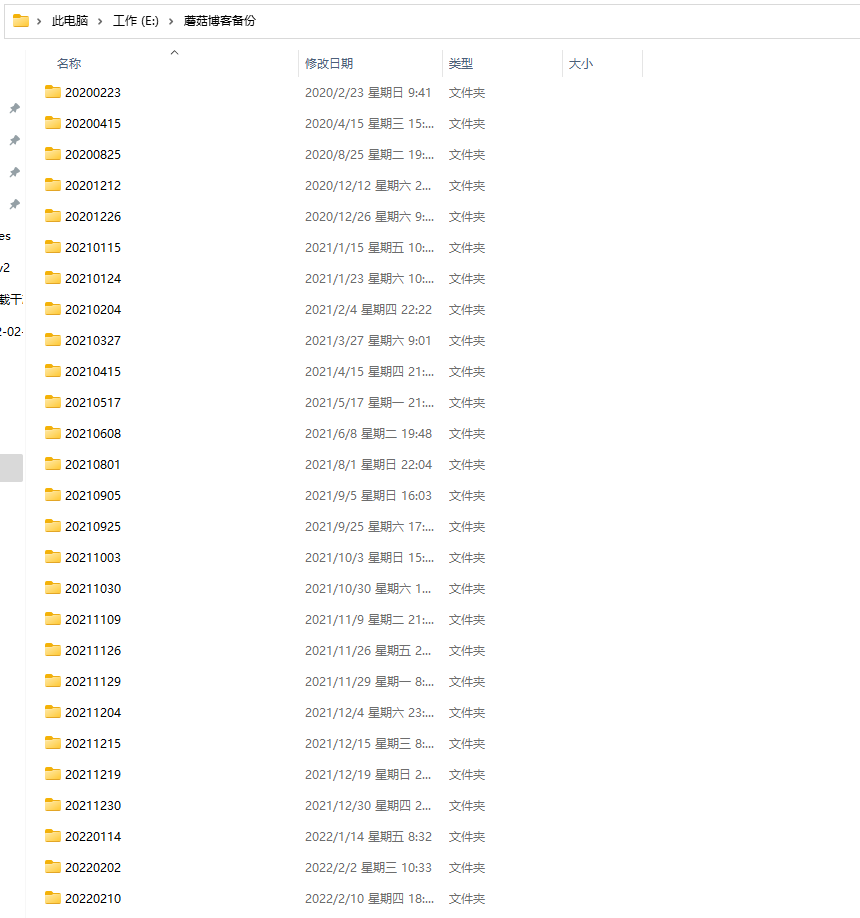 此电脑 > 工作 (E:) > 蘑菇博客备份
名称 修改日期 类型 大小
20200223 2020/2/23 星期日 9:41 文件夹
20200415 2020/4/15 星期三 15:... 文件夹
20200825 2020/8/25 星期二 19:... 文件夹
20201212 2020/12/12 星期六 2... 文件夹
20201226 2020/12/26 星期六 9:... 文件夹
es
20210115 2021/1/15 星期五 10:... 文件夹
v2
20210124 2021/1/23 星期六 10:... 文件夹
载干
20210204 2021/2/4 星期四 22:22 文件夹
2-02-
20210327 2021/3/27 星期六 9:01 文件夹
20210415 2021/4/15 星期四 21:... 文件夹
20210517 2021/5/17 星期一 21:... 文件夹
20210608 2021/6/8 星期二 19:48 文件夹
20210801 2021/8/1 星期日 22:04 文件夹
20210905 2021/9/5 星期日 16:03 文件夹
20210925 2021/9/25 星期六 17:... 文件夹
20211003 2021/10/3 星期日 15:... 文件夹
20211030 2021/10/30 星期六 1... 文件夹
20211109 2021/11/9 星期二 21:... 文件夹
20211126 2021/11/26 星期五 2... 文件夹
20211129 2021/11/29 星期一 8:... 文件夹
20211204 2021/12/4 星期六 23:... 文件夹
20211215 2021/12/15 星期三 8:... 文件夹
20211219 2021/12/19 星期日 2... 文件夹
20211230 2021/12/30 星期四 2... 文件夹
20220114 2022/1/14 星期五 8:32 文件夹
20220202 2022/2/2 星期三 10:33 文件夹
20220210 2022/2/10 星期四 18:... 文件夹